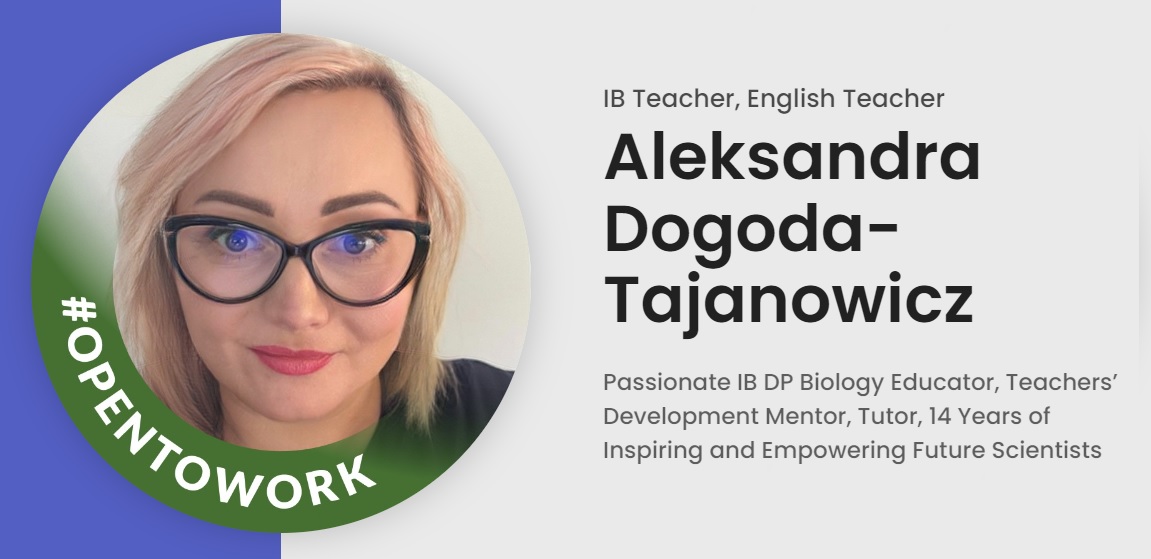 #OPENTOWORK
IB Teacher, English Teacher
Aleksandra
Dogoda-
Tajanowicz
Passionate IB DP Biology Educator, Teachers’
Development Mentor, Tutor, 14 Years of
Inspiring and Empowering Future Scientists